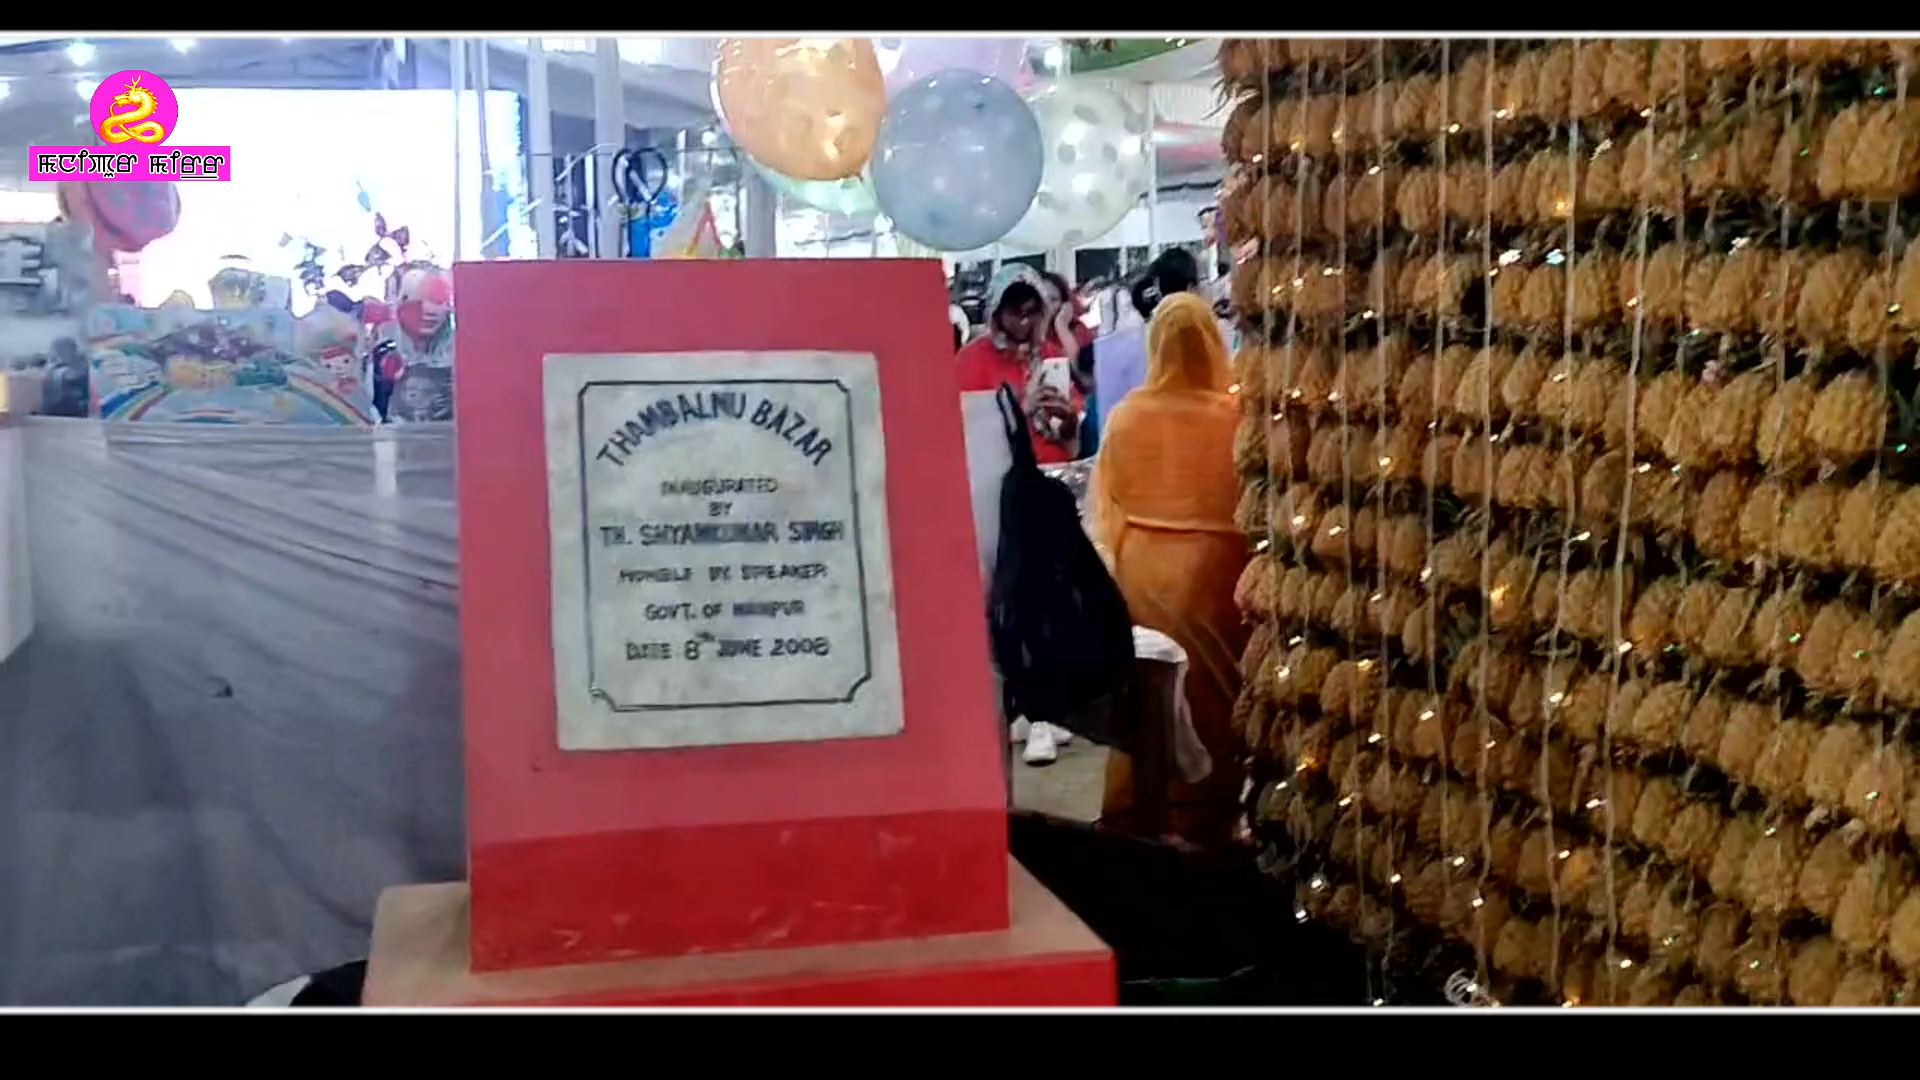 THAMBALNU BAZAR
INAUGURATED
BY
TH. SHYAMKUMAR SINGH
HON'BLE DY. SPEAKER
GOVT. OF MANIPUR
DATE 8TH JUNE 2008